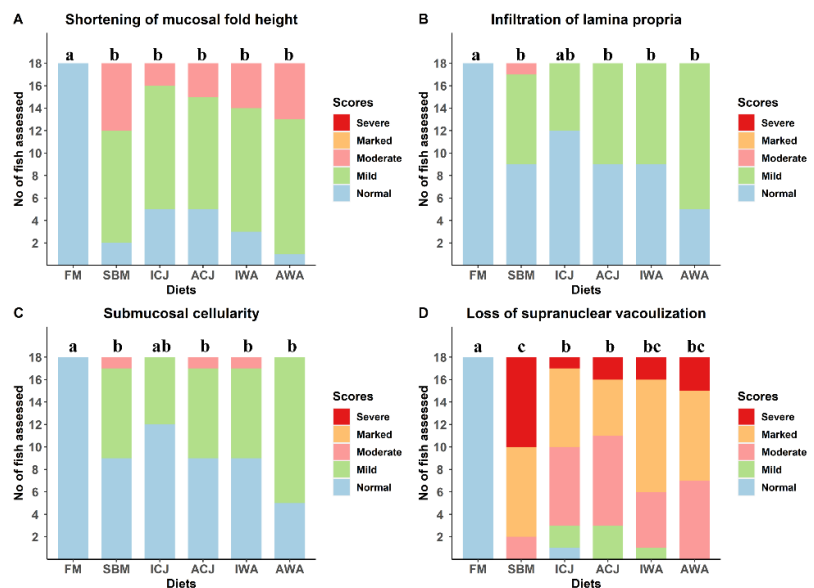 A Shortening of mucosal fold height
a b b b b b
No of fish assessed
18
16
14
12
10
8
6
4
2
FM SBM ICJ ACJ IWA AWA
Diets
Scores
Severe
Marked
Moderate
Mild
Normal
B Infiltration of lamina propria
a b ab b b b
No of fish assessed
18
16
14
12
10
8
6
4
2
FM SBM ICJ ACJ IWA AWA
Diets
Scores
Severe
Marked
Moderate
Mild
Normal
C Submucosal cellularity
a b ab b b b
No of fish assessed
18
16
14
12
10
8
6
4
2
FM SBM ICJ ACJ IWA AWA
Diets
Scores
Severe
Marked
Moderate
Mild
Normal
D Loss of supranuclear vacoulization
a c b b bc bc
No of fish assessed
18
16
14
12
10
8
6
4
2
FM SBM ICJ ACJ IWA AWA
Diets
Scores
Severe
Marked
Moderate
Mild
Normal